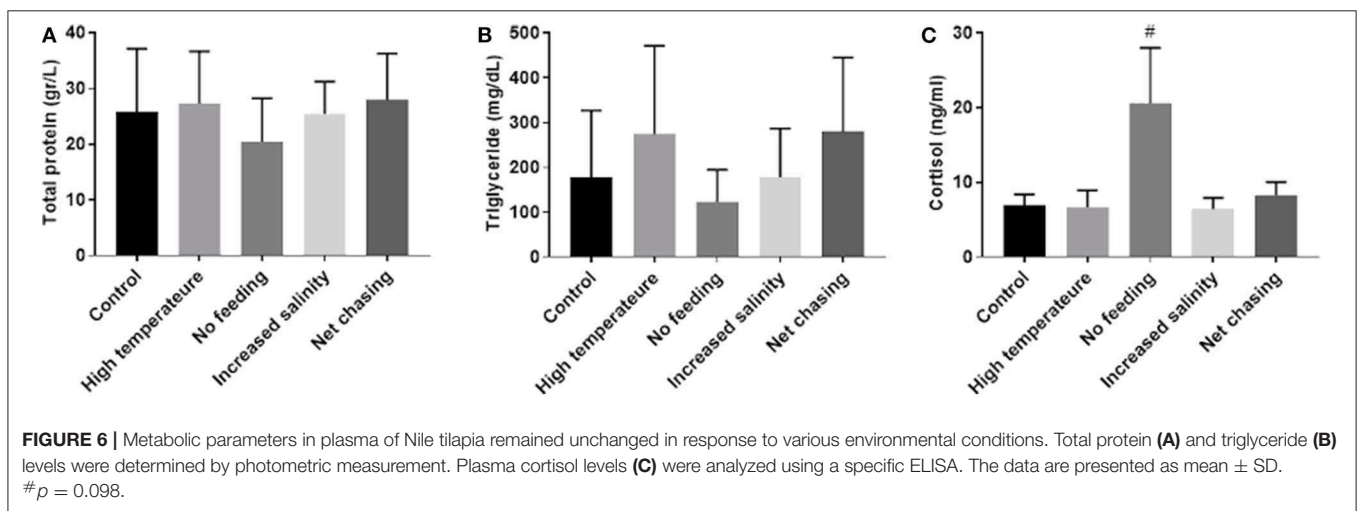 A
Total protein (gr/L)
40
30
20
10
0
Control
High temperateure
No feeding
Increased salinity
Net chasing
B
Triglyceride (mg/dL)
500
400
300
200
100
0
Control
High temperateure
No feeding
Increased salinity
Net chasing
C
Cortisol (ng/ml)
30
20
10
0
#
Control
High temperateure
No feeding
Increased salinity
Net chasing
FIGURE 6 | Metabolic parameters in plasma of Nile tilapia remained unchanged in response to various environmental conditions. Total protein (A) and triglyceride (B)
levels were determined by photometric measurement. Plasma cortisol levels (C) were analyzed using a specific ELISA. The data are presented as mean ± SD.
#p = 0.098.